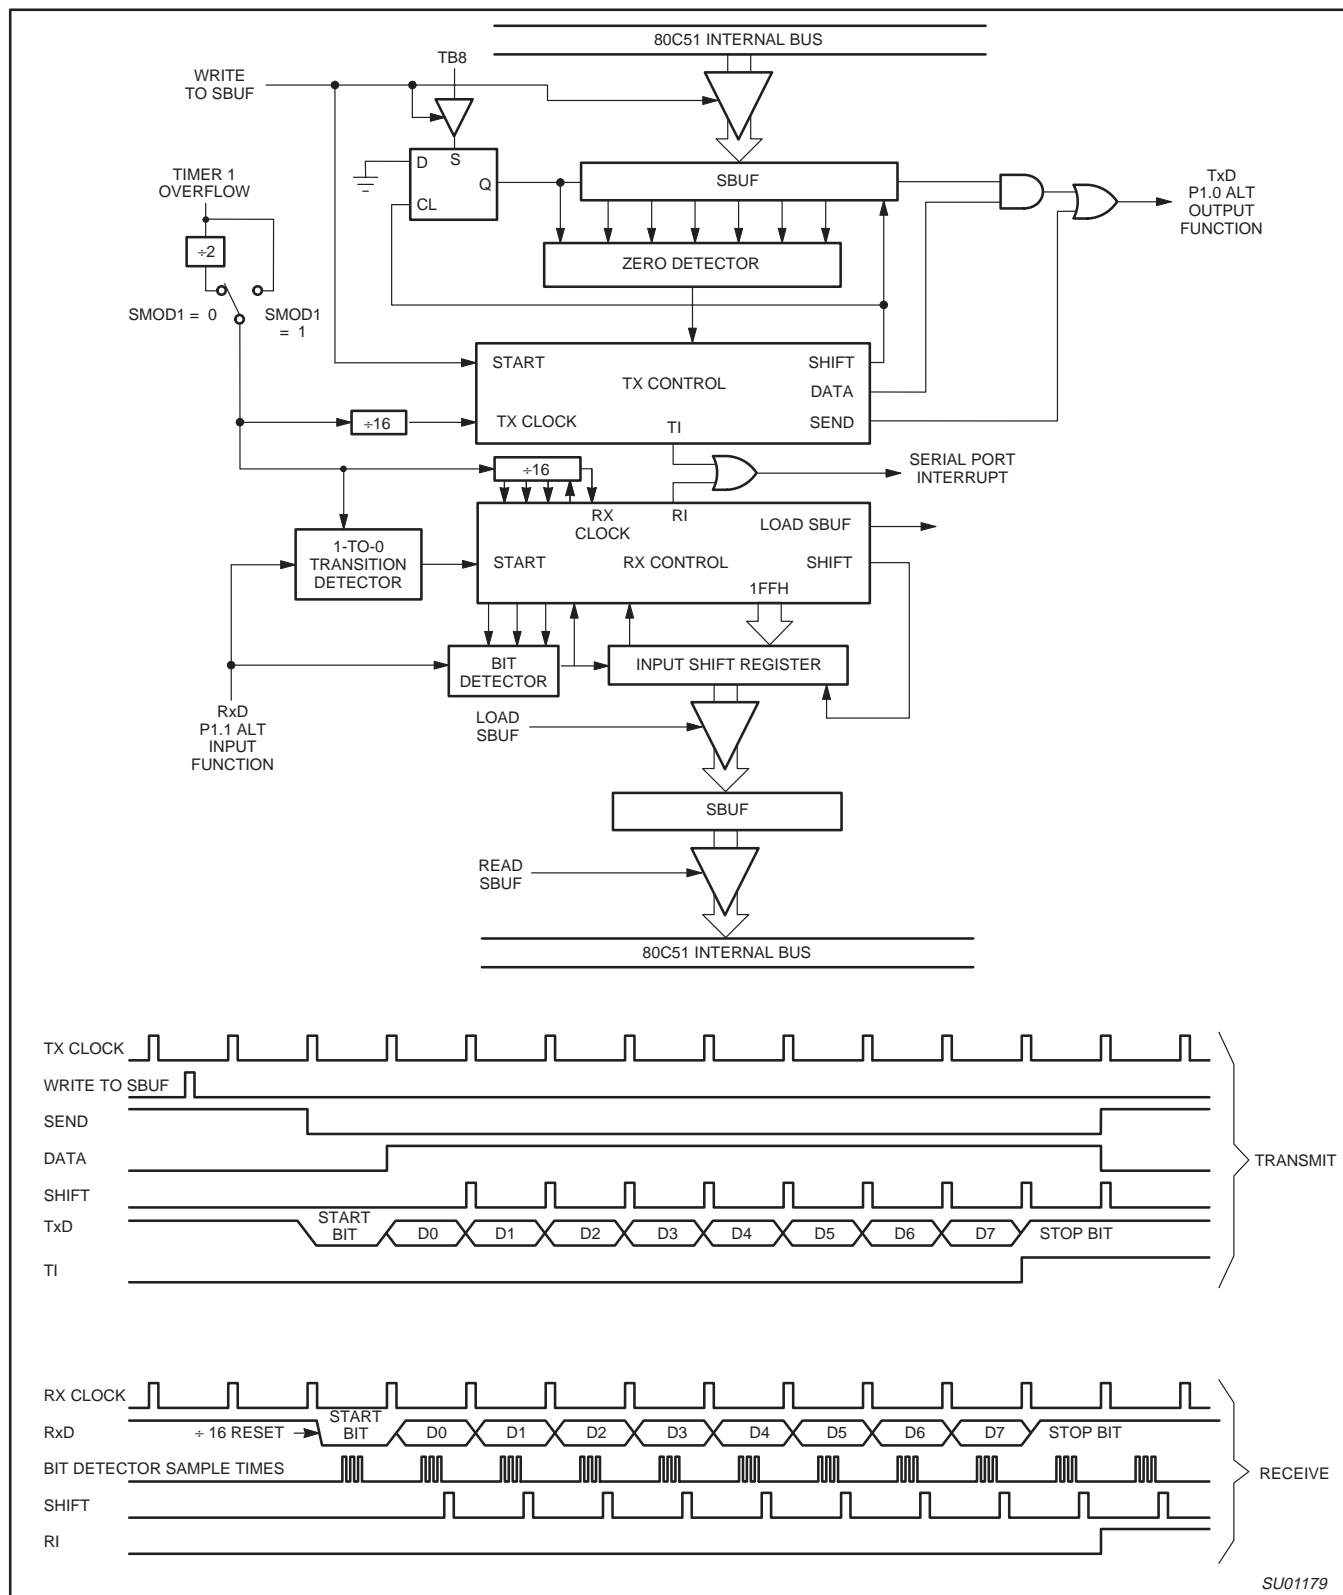 80C51 INTERNAL BUS
TB8
WRITE
TO SBUF
D
S
Q
CL
SBUF
TxD
P1.0 ALT
OUTPUT
FUNCTION
TIMER 1
OVERFLOW
÷2
ZERO DETECTOR
SMOD1 = 0
SMOD1
= 1
START
SHIFT
TX CONTROL
DATA
TX CLOCK
TI
SEND
÷16
SERIAL PORT
INTERRUPT
÷16
RX
CLOCK
RI
LOAD SBUF
1-TO-0
TRANSITION
DETECTOR
START
RX CONTROL
SHIFT
1FFH
BIT
DETECTOR
INPUT SHIFT REGISTER
RxD
P1.1 ALT
INPUT
FUNCTION
LOAD
SBUF
SBUF
READ
SBUF
80C51 INTERNAL BUS
TX CLOCK
WRITE TO SBUF
SEND
DATA
TRANSMIT
SHIFT
TxD
START
BIT
D0 D1 D2 D3 D4 D5 D6 D7 STOP BIT
TI
RX CLOCK
RxD
÷ 16 RESET
START
BIT
D0 D1 D2 D3 D4 D5 D6 D7 STOP BIT
BIT DETECTOR SAMPLE TIMES
RECEIVE
SHIFT
RI
SU01179